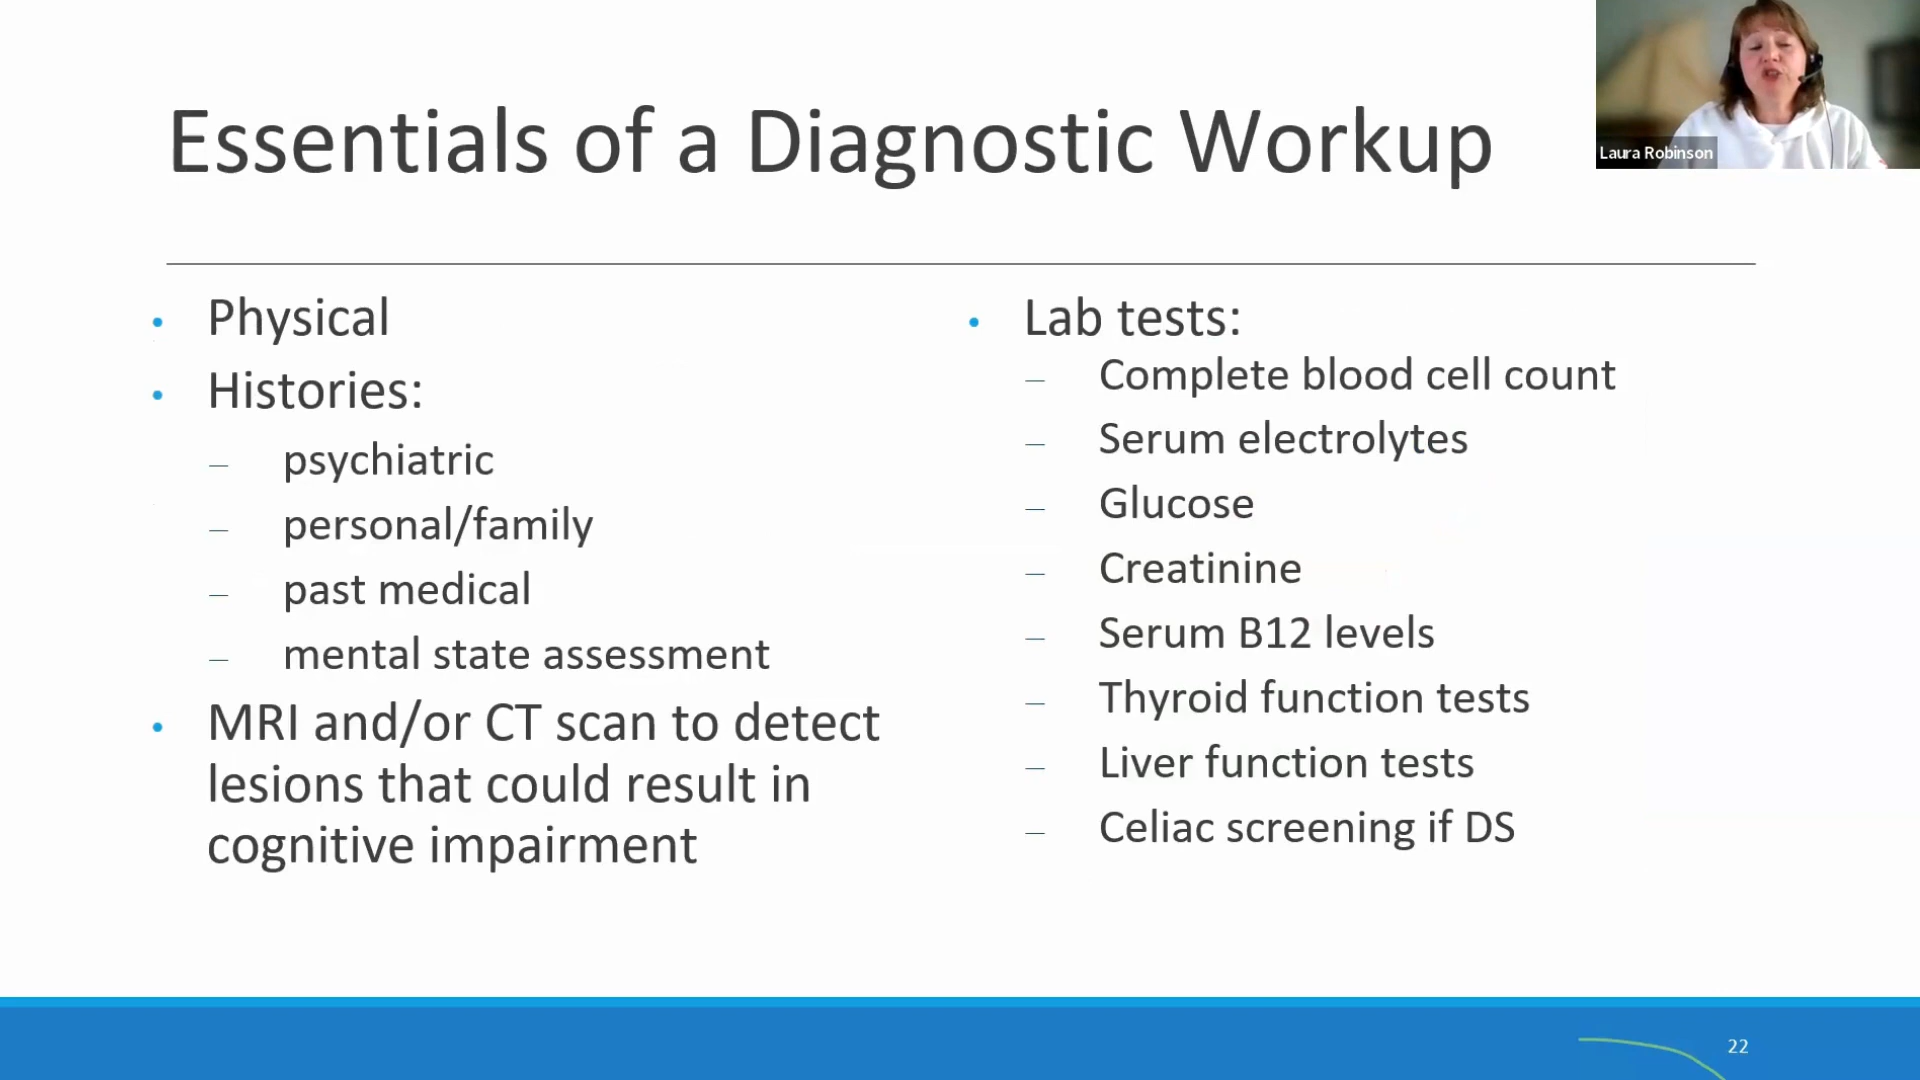 Essentials of a Diagnostic Workup
Laura Robinson
• Physical
• Histories:
– psychiatric
– personal/family
– past medical
– mental state assessment
• MRI and/or CT scan to detect
lesions that could result in
cognitive impairment
• Lab tests:
– Complete blood cell count
– Serum electrolytes
– Glucose
– Creatinine
– Serum B12 levels
– Thyroid function tests
– Liver function tests
– Celiac screening if DS
22